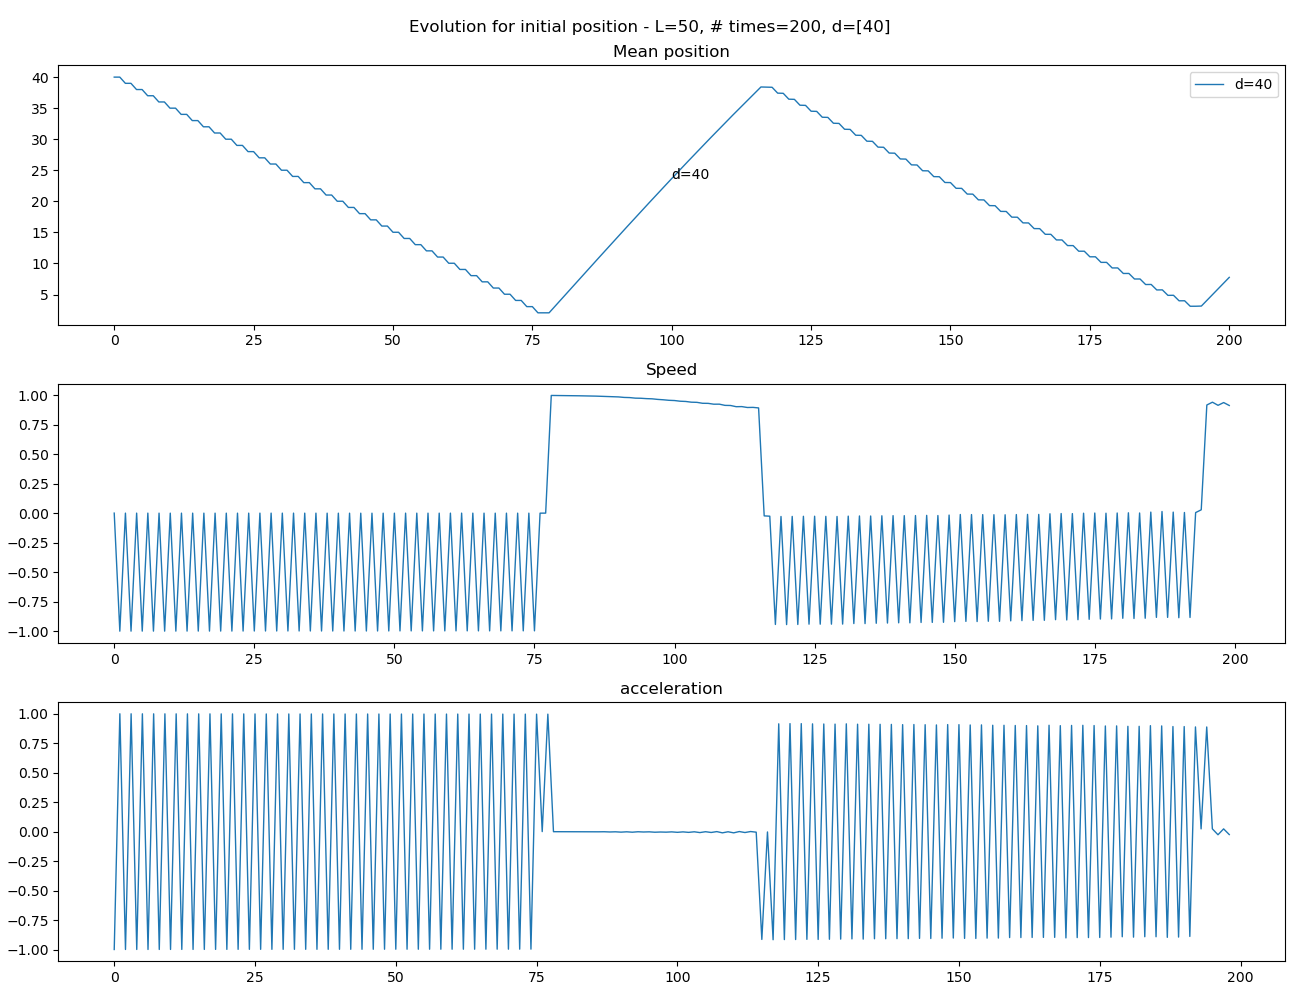 Evolution for initial position - L=50, # times=200, d=[40]
Mean position
40
35
30
25
20
15
10
5
d=40
d=40
0 25 50 75 100 125 150 175 200
Speed
1.00
0.75
0.50
0.25
0.00
−0.25
−0.50
−0.75
−1.00
0 25 50 75 100 125 150 175 200
acceleration
1.00
0.75
0.50
0.25
0.00
−0.25
−0.50
−0.75
−1.00
0 25 50 75 100 125 150 175 200